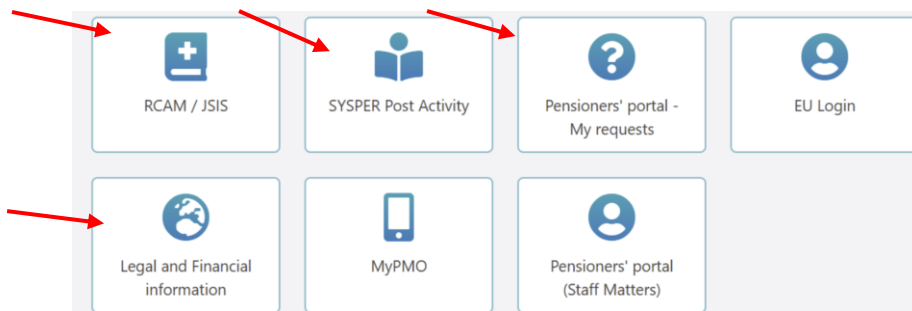 RCAM / JSIS
SYSPER Post Activity
Pensioners' portal -
My requests
EU Login
Legal and Financial
information
MyPMO
Pensioners' portal
(Staff Matters)